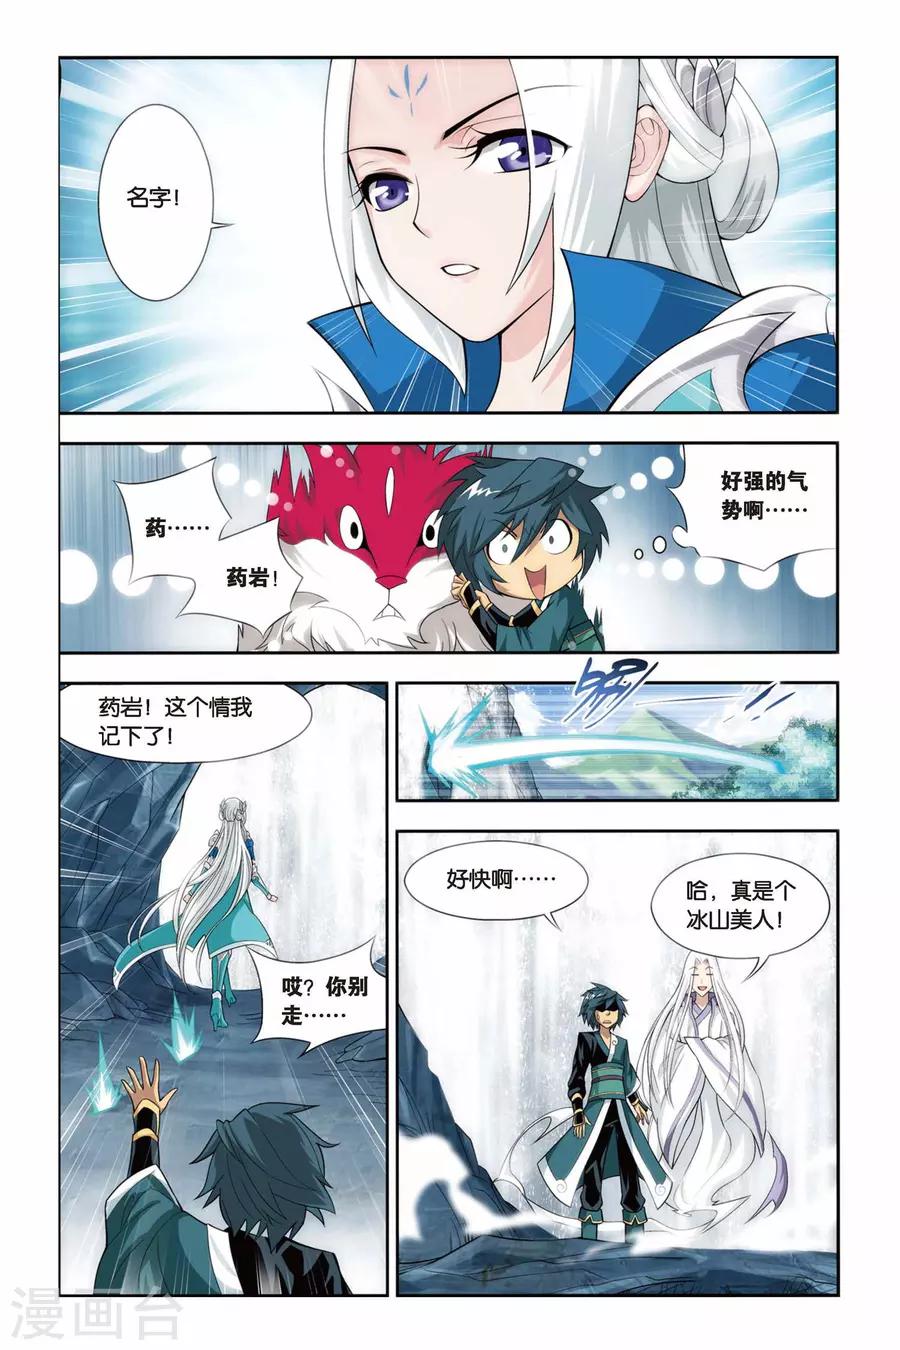 名字！
药……
药岩！
好强的气
势啊……
药岩！这个情我
记下了！
哎？你别
走……
好快啊……
哈，真是个
冰山美人！
漫画台